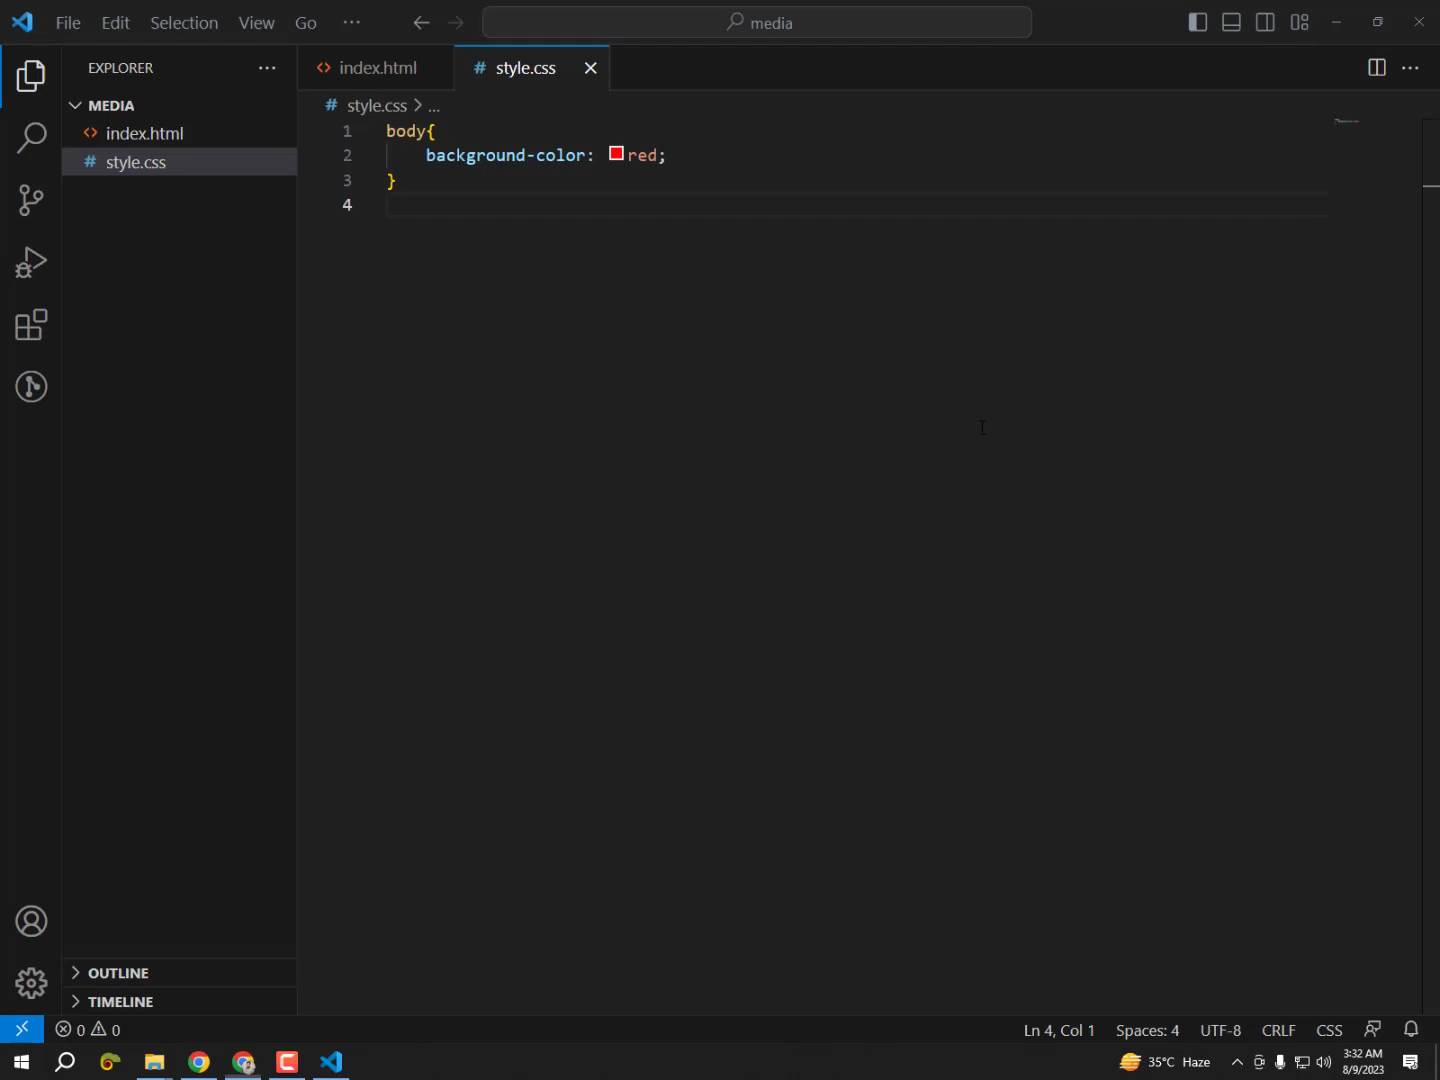 File Edit Selection View Go ··· media
EXPLORER ···
index.html
style.css
MEDIA
index.html
style.css
style.css > ...
1 body{
2 background-color: red;
3 }
4
OUTLINE
TIMELINE
0 0 Ln 4, Col 1 Spaces: 4 UTF-8 CRLF CSS
35°C Haze
3:32 AM
8/9/2023